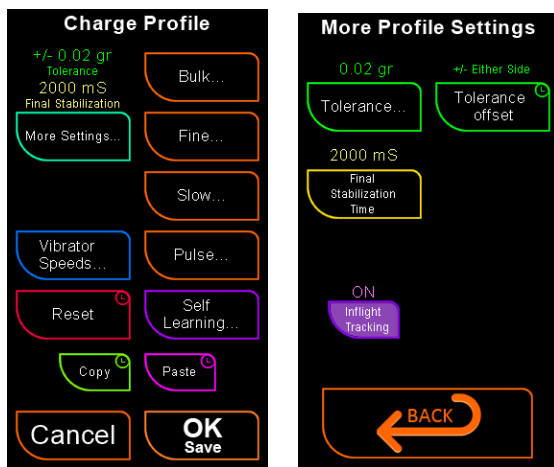 Charge Profile
+/- 0.02 gr
Tolerance
2000 mS
Final Stabilization
Bulk...
More Settings...
Fine...
Slow...
Vibrator
Speeds...
Pulse...
Reset
Self
Learning...
Copy
Paste
Cancel
OK
Save
More Profile Settings
0.02 gr
+/- Either Side
Tolerance...
Tolerance
offset
2000 mS
Final
Stabilization
Time
ON
Inflight
Tracking
BACK